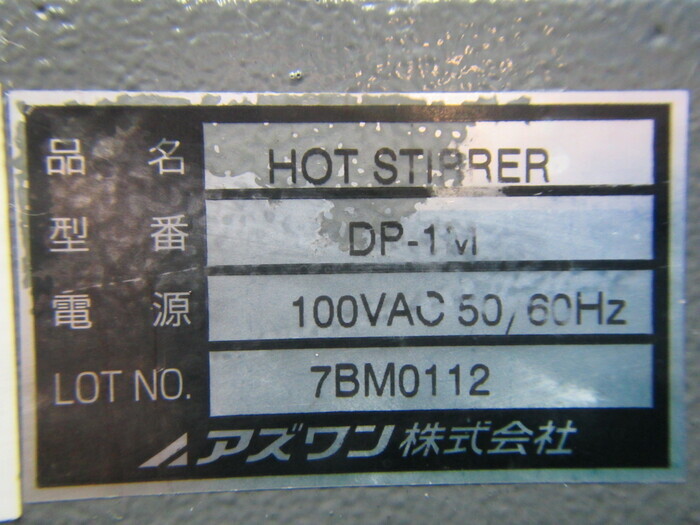 品名 HOT STIRRER
型番 DP-1M
電源 100VAC 50/60Hz
LOT NO. 7BM0112
アズワン株式会社